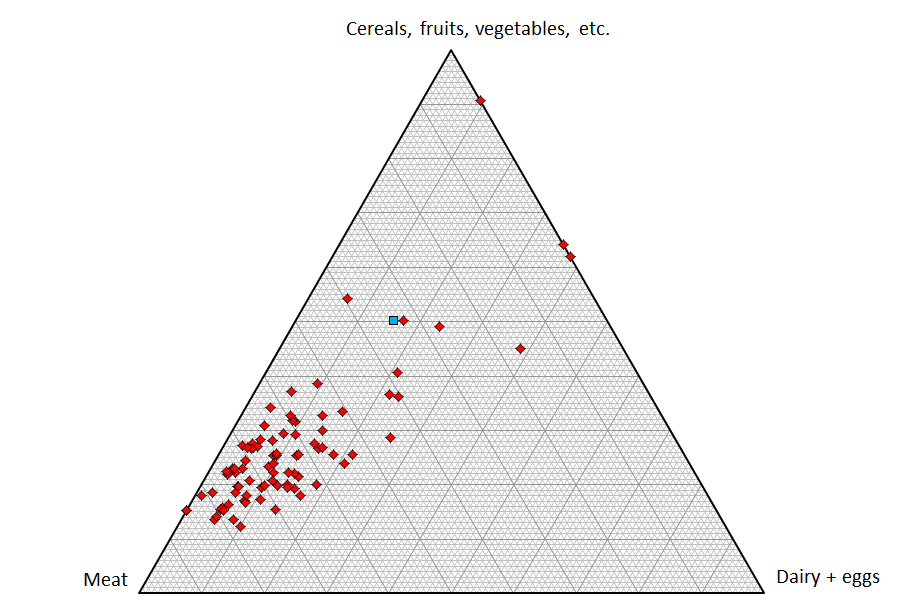 Cereals, fruits, vegetables, etc.
Meat
Dairy + eggs